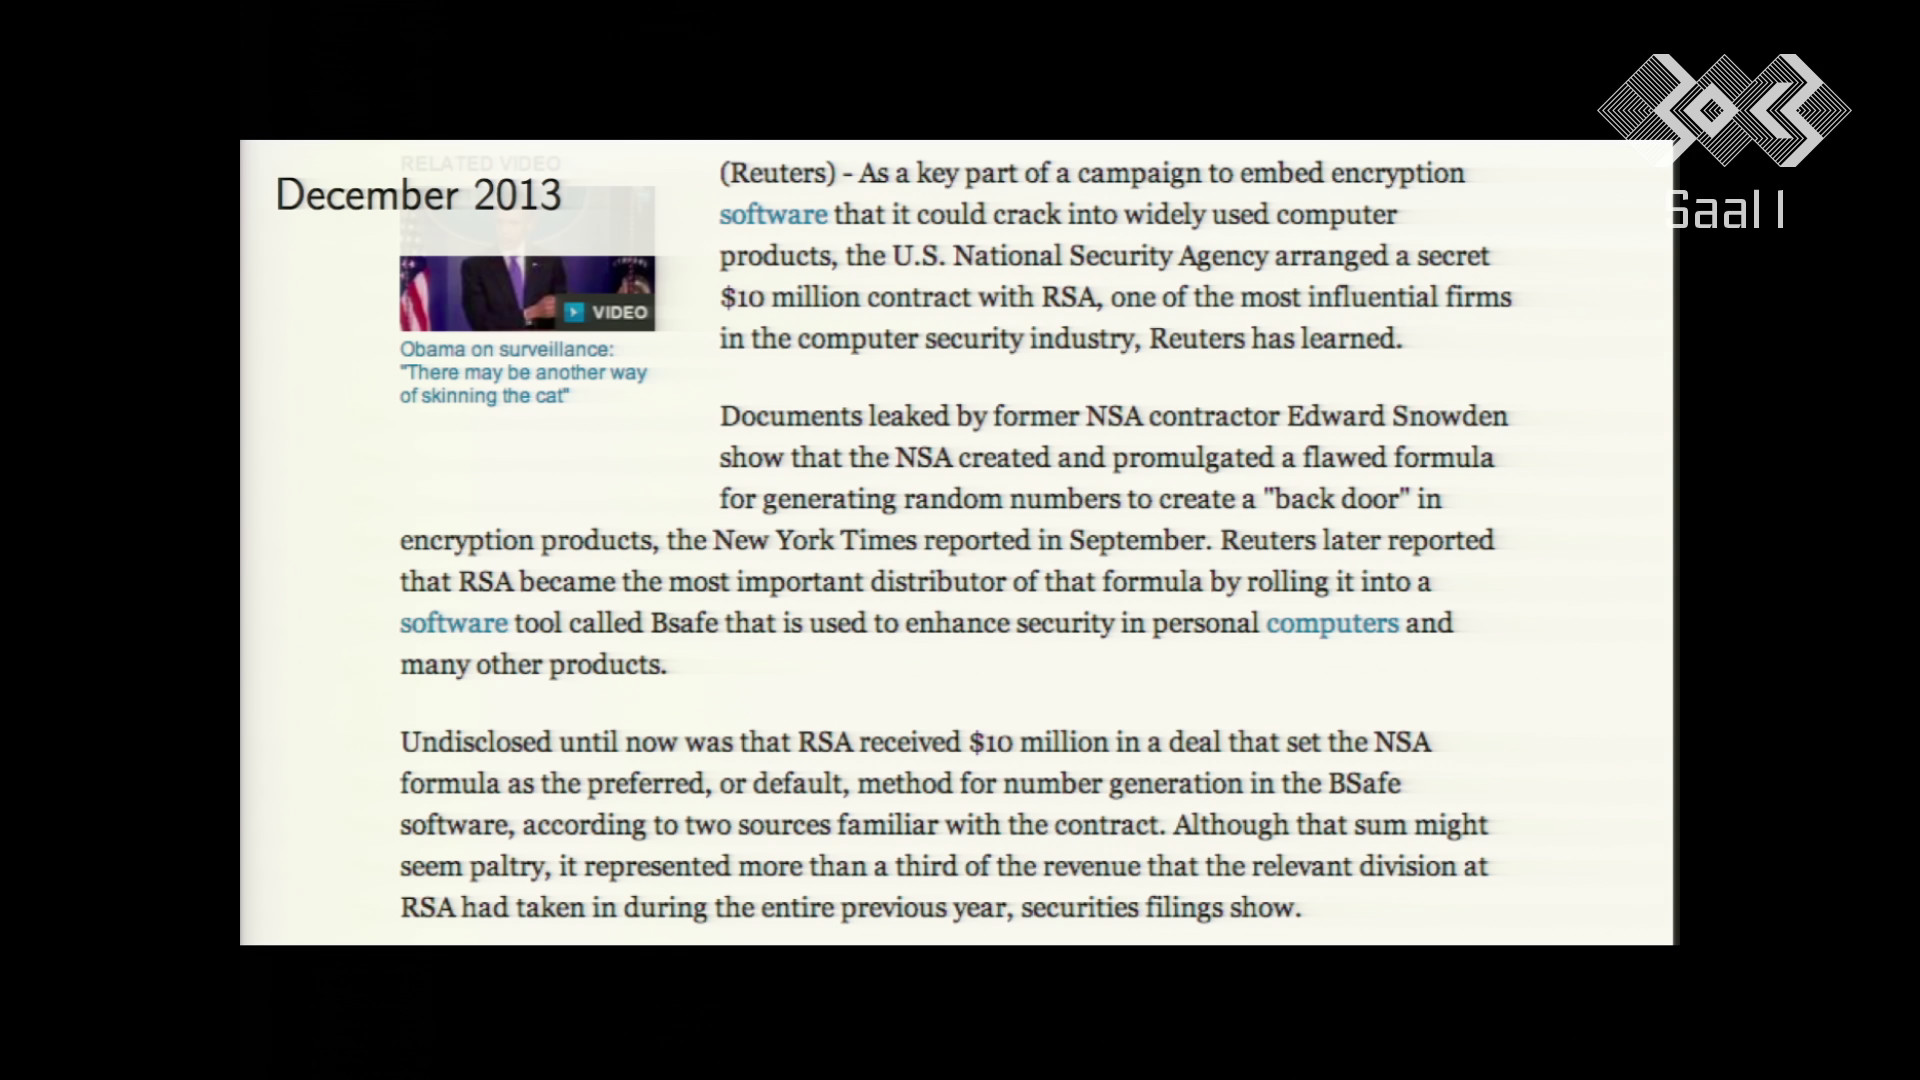 RELATED VIDEO
December 2013
VIDEO
Obama on surveillance:
"There may be another way
of skinning the cat"
(Reuters) - As a key part of a campaign to embed encryption
software that it could crack into widely used computer
products, the U.S. National Security Agency arranged a secret
$10 million contract with RSA, one of the most influential firms
in the computer security industry, Reuters has learned.
Documents leaked by former NSA contractor Edward Snowden
show that the NSA created and promulgated a flawed formula
for generating random numbers to create a "back door" in
encryption products, the New York Times reported in September. Reuters later reported
that RSA became the most important distributor of that formula by rolling it into a
software tool called Bsafe that is used to enhance security in personal computers and
many other products.
Undisclosed until now was that RSA received $10 million in a deal that set the NSA
formula as the preferred, or default, method for number generation in the BSafe
software, according to two sources familiar with the contract. Although that sum might
seem paltry, it represented more than a third of the revenue that the relevant division at
RSA had taken in during the entire previous year, securities filings show.
30C3
Saal 1